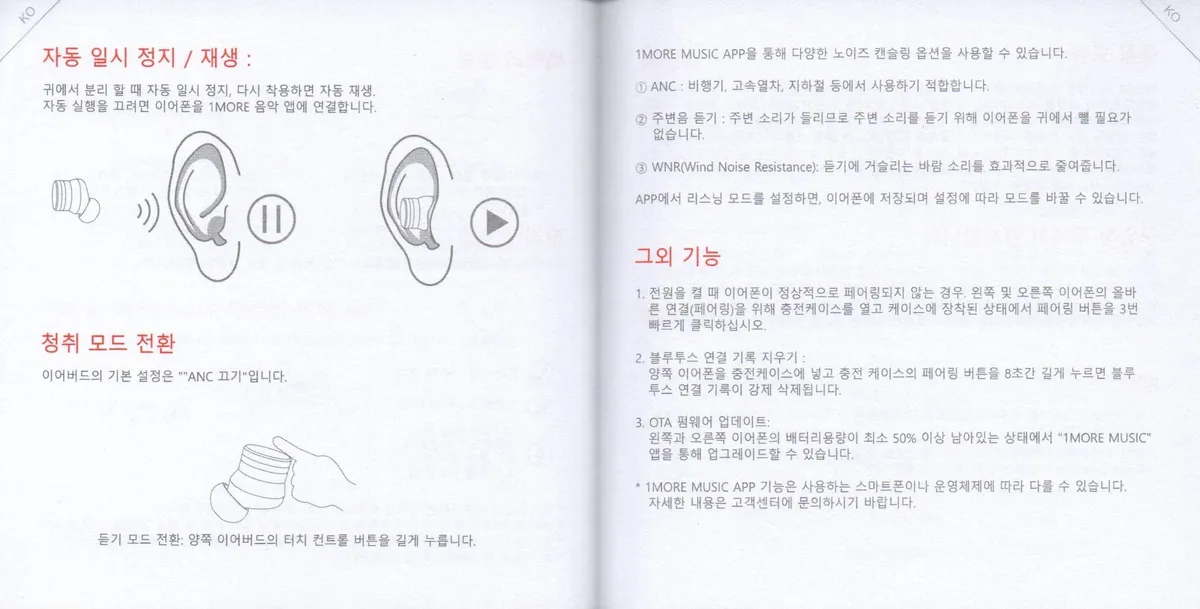 KO
자동 일시 정지 / 재생 :
귀에서 분리 할 때 자동 일시 정지, 다시 착용하면 자동 재생.
자동 실행을 끄려면 이어폰을 1MORE 음악 앱에 연결합니다.
청취 모드 전환
이어버드의 기본 설정은 ""ANC 끄기"입니다.
듣기 모드 전환: 양쪽 이어버드의 터치 컨트롤 버튼을 길게 누릅니다.
KO
1MORE MUSIC APP을 통해 다양한 노이즈 캔슬링 옵션을 사용할 수 있습니다.
① ANC : 비행기, 고속열차, 지하철 등에서 사용하기 적합합니다.
② 주변음 듣기 : 주변 소리가 들리므로 주변 소리를 듣기 위해 이어폰을 귀에서 뺄 필요가
없습니다.
③ WNR(Wind Noise Resistance): 듣기에 거슬리는 바람 소리를 효과적으로 줄여줍니다.
APP에서 리스닝 모드를 설정하면, 이어폰에 저장되며 설정에 따라 모드를 바꿀 수 있습니다.
그외 기능
1. 전원을 켤 때 이어폰이 정상적으로 페어링되지 않는 경우. 왼쪽 및 오른쪽 이어폰의 올바
른 연결(페어링)을 위해 충전케이스를 열고 케이스에 장착된 상태에서 페어링 버튼을 3번
빠르게 클릭하십시오.
2. 블루투스 연결 기록 지우기 :
양쪽 이어폰을 충전케이스에 넣고 충전 케이스의 페어링 버튼을 8초간 길게 누르면 블루
투스 연결 기록이 강제 삭제됩니다.
3. OTA 펌웨어 업데이트:
왼쪽과 오른쪽 이어폰의 배터리용량이 최소 50% 이상 남아있는 상태에서 "1MORE MUSIC"
앱을 통해 업그레이드할 수 있습니다.
* 1MORE MUSIC APP 기능은 사용하는 스마트폰이나 운영체제에 따라 다를 수 있습니다.
자세한 내용은 고객센터에 문의하시기 바랍니다.